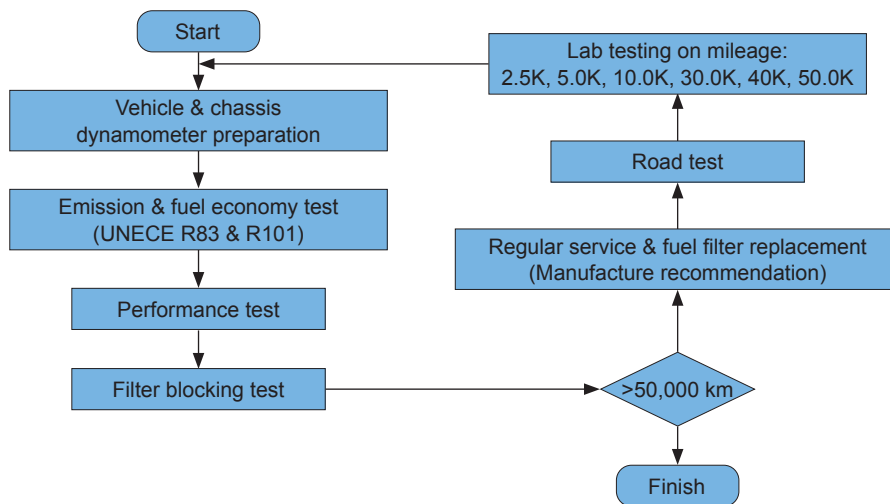 Start
Vehicle & chassis
dynamometer preparation
Emission & fuel economy test
(UNECE R83 & R101)
Performance test
Filter blocking test
>50,000 km
Finish
Regular service & fuel filter replacement
(Manufacture recommendation)
Road test
Lab testing on mileage:
2.5K, 5.0K, 10.0K, 30.0K, 40K, 50.0K